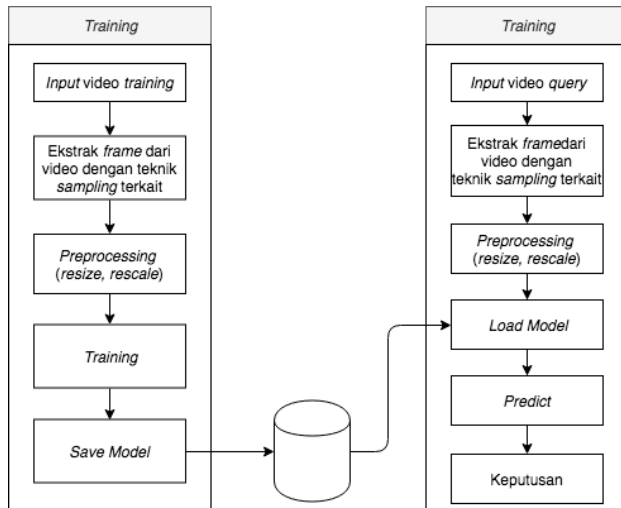 Training
Input video training
Ekstrak frame dari
video dengan teknik
sampling terkait
Preprocessing
(resize, rescale)
Training
Save Model
Training
Input video query
Ekstrak framedari
video dengan
teknik sampling terkait
Preprocessing
(resize, rescale)
Load Model
Predict
Keputusan